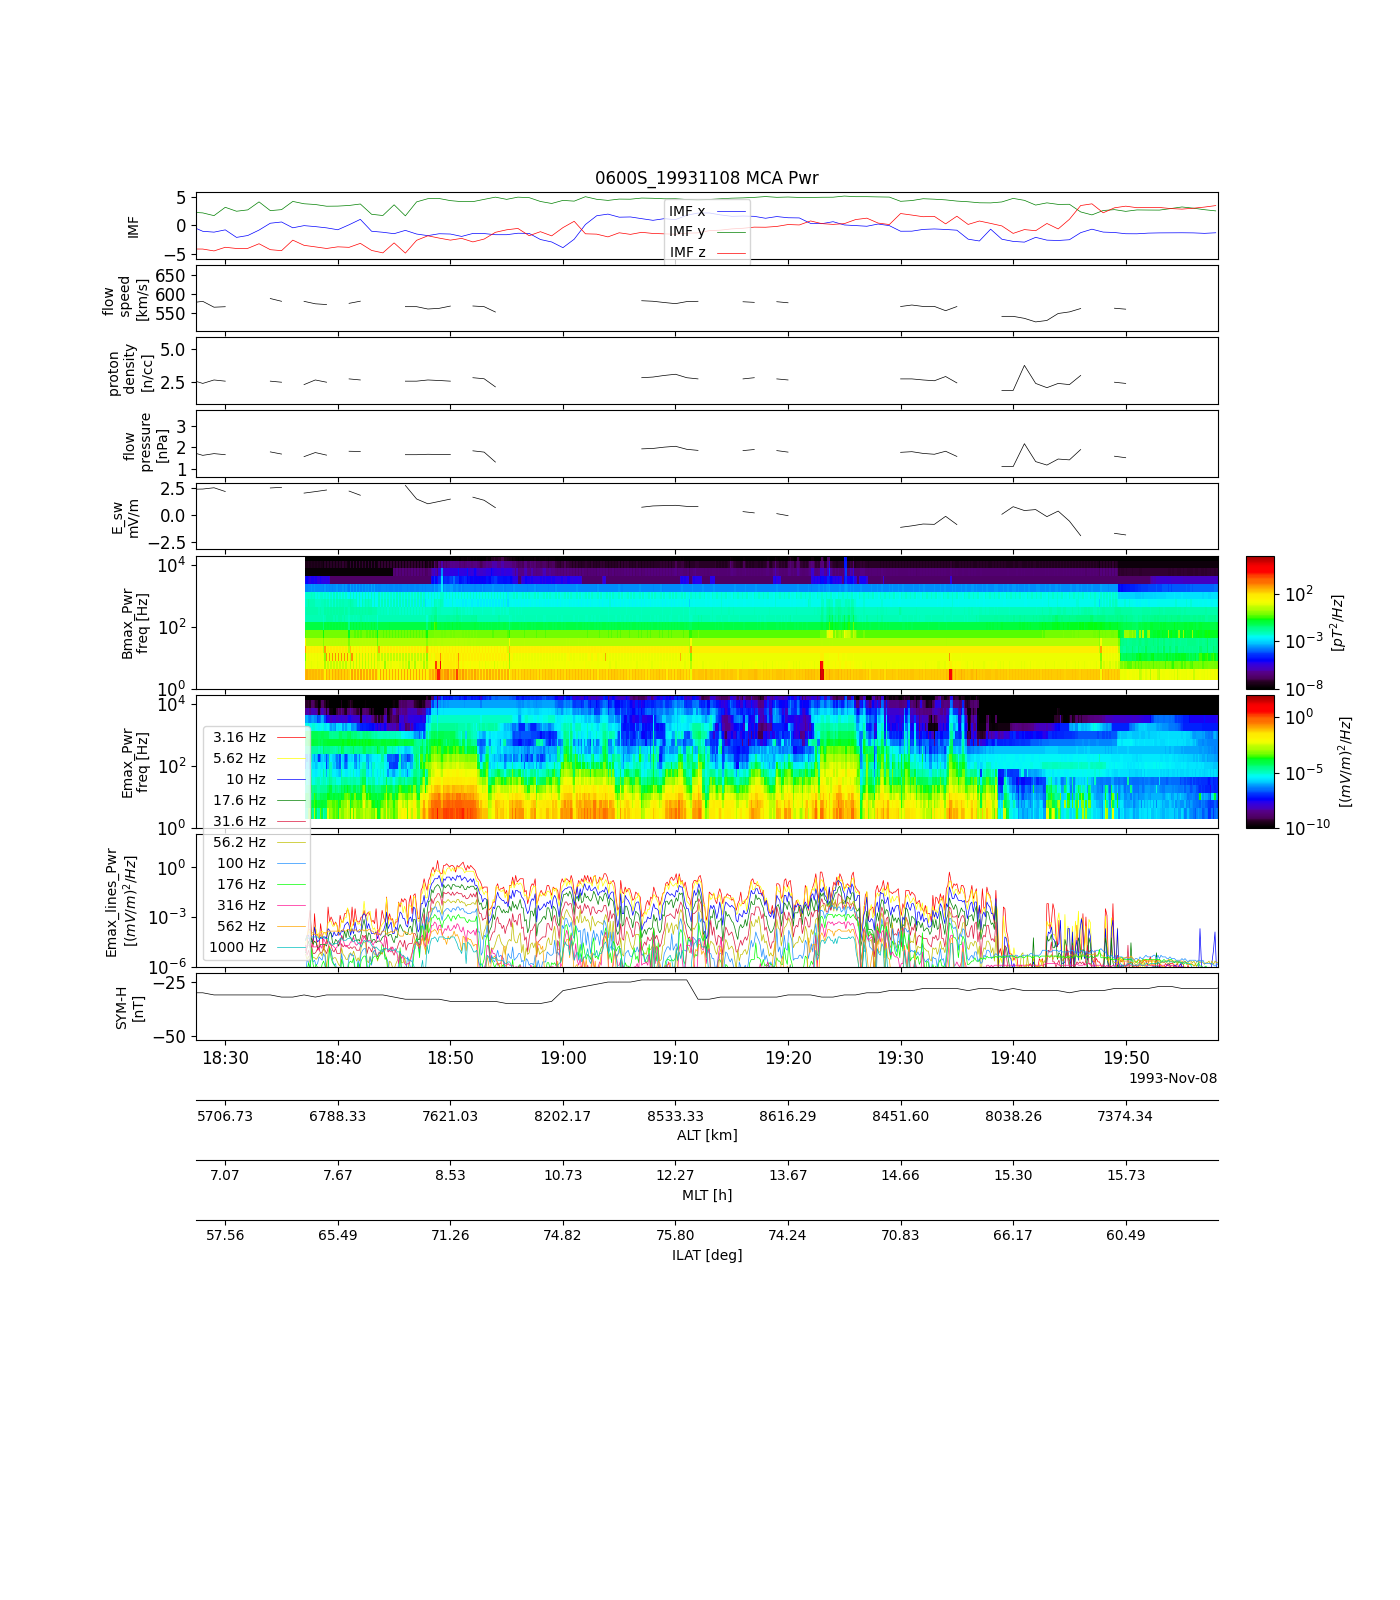 0600S_19931108 MCA Pwr
5
0
−5
IMF
IMF x
IMF y
IMF z
650
600
550
flow
speed
[km/s]
5.0
2.5
proton
density
[n/cc]
3
2
1
flow
pressure
[nPa]
2.5
0.0
−2.5
E_sw
mV/m
10^4
10^2
10^0
Bmax_Pwr
freq [Hz]
10^2
10^−3
10^−8
[pT^2/Hz]
10^4
10^2
10^0
Emax_Pwr
freq [Hz]
10^0
10^−5
10^−10
[(mV/m)^2/Hz]
3.16 Hz
5.62 Hz
10 Hz
17.6 Hz
31.6 Hz
56.2 Hz
100 Hz
176 Hz
316 Hz
562 Hz
1000 Hz
10^0
10^−3
10^−6
Emax_lines_Pwr
[(mV/m)^2/Hz]
−25
−50
SYM-H
[nT]
18:30 18:40 18:50 19:00 19:10 19:20 19:30 19:40 19:50
1993-Nov-08
5706.73 6788.33 7621.03 8202.17 8533.33 8616.29 8451.60 8038.26 7374.34
ALT [km]
7.07 7.67 8.53 10.73 12.27 13.67 14.66 15.30 15.73
MLT [h]
57.56 65.49 71.26 74.82 75.80 74.24 70.83 66.17 60.49
ILAT [deg]